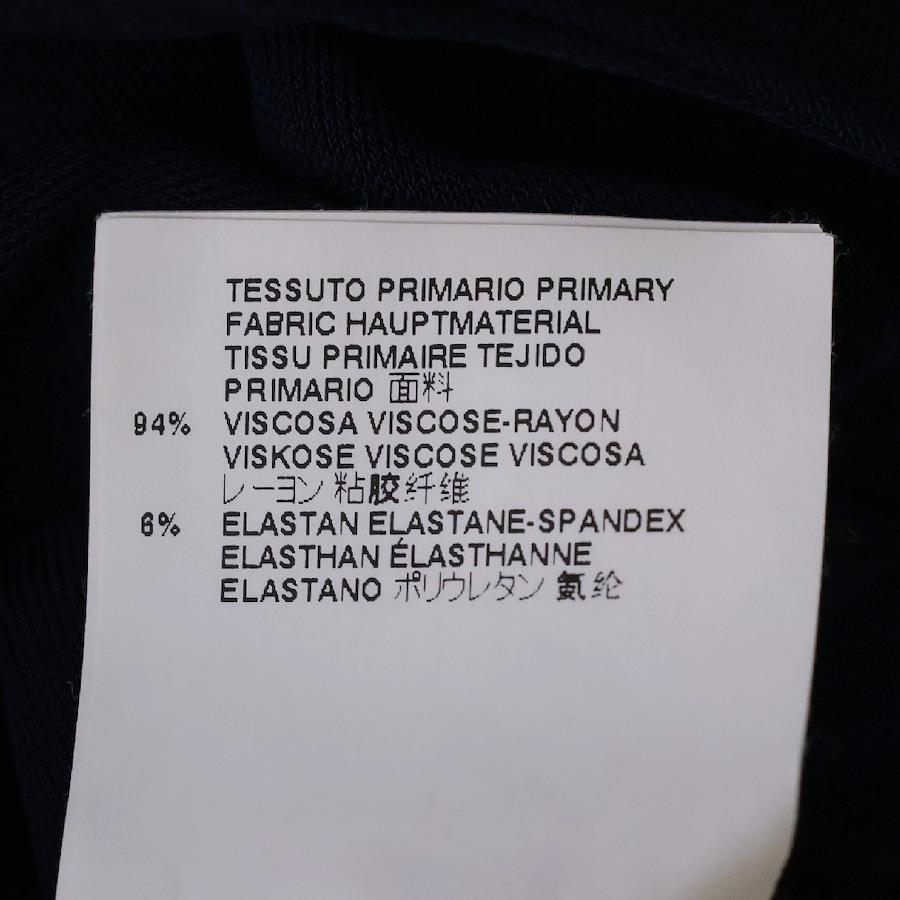 TESSUTO PRIMARIO PRIMARY
FABRIC HAUPTMATERIAL
TISSU PRIMAIRE TEJIDO
PRIMARIO 面料
94% VISCOSA VISCOSE-RAYON
VISKOSE VISCOSE VISCOSA
レーヨン 粘胶纤维
6% ELASTAN ELASTANE-SPANDEX
ELASTHAN ÉLASTHANNE
ELASTANO ポリウレタン 氨纶